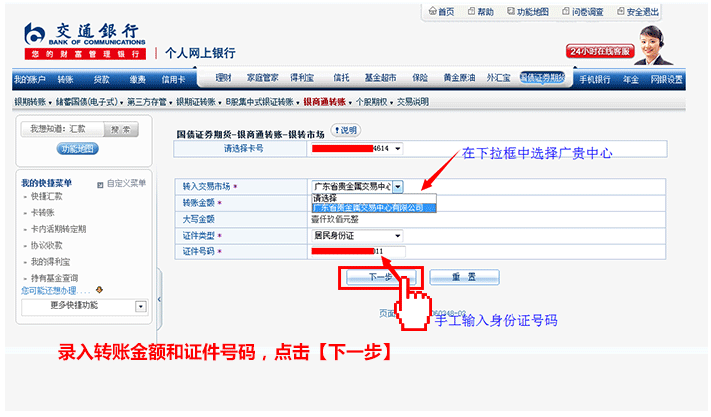 首页 帮助 功能地图 问卷调查 安全退出
交通银行
BANK OF COMMUNICATIONS
您的财富管理银行 个人网上银行
24小时在线客服
我的账户 转账 贷款 缴费 信用卡 理财 家庭管家 得利宝 信托 基金超市 保险 黄金原油 外汇宝 国债证券期货 手机银行 年金 网银设置
银期转账 储蓄国债(电子式) 第三方存管 银期证转账 B股集中式银证转账 银商通转账 个股期权 交易说明
我想知道：汇款 搜 索
功能地图
我的快捷菜单 自定义菜单
快捷汇款
卡转账
卡内活期转定期
协议收款
我的得利宝
持有基金查询
您可能还想办理....
更多快捷功能
国债证券期货-银商通转账-银转市场 说明
请选择卡号 4614
在下拉框中选择广贵中心
转入交易市场 * 广东省贵金属交易中心
请选择
转账金额 * 广东省贵金属交易中心有限公司
大写金额 壹仟玖佰元整
证件类型 * 居民身份证
证件号码 * 011
下一步 重 置
页面 060348-03
手工输入身份证号码
录入转账金额和证件号码，点击【下一步】